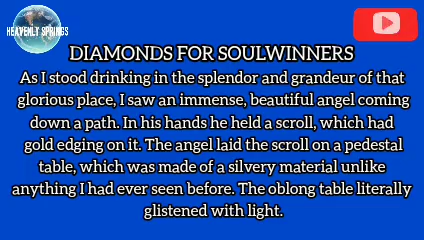 HEAVENLY SPRINGS
DIAMONDS FOR SOULWINNERS
As I stood drinking in the splendor and grandeur of that
glorious place, I saw an immense, beautiful angel coming
down a path. In his hands he held a scroll, which had
gold edging on it. The angel laid the scroll on a pedestal
table, which was made of a silvery material unlike
anything I had ever seen before. The oblong table literally
glistened with light.